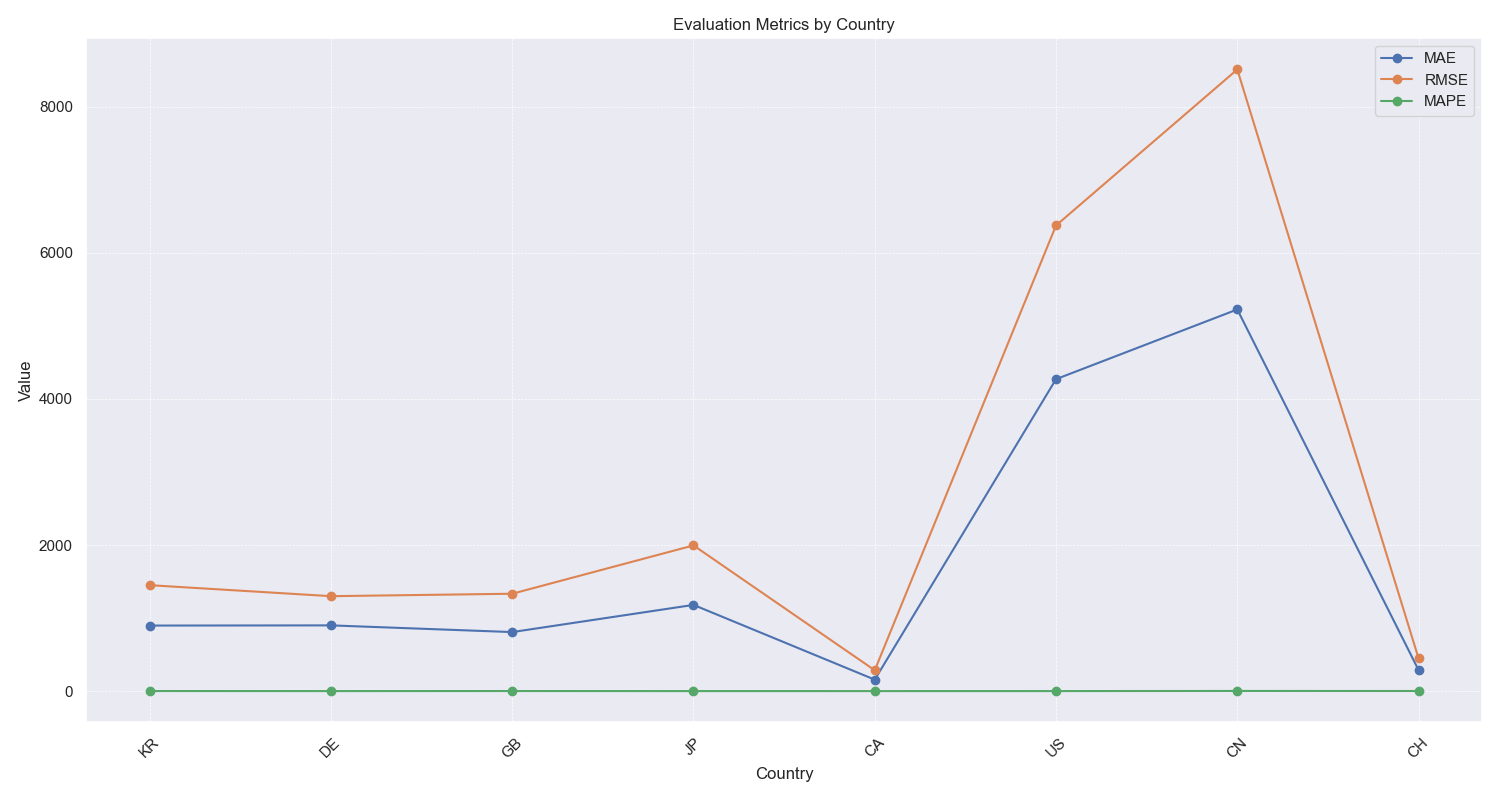 Evaluation Metrics by Country
MAE
RMSE
MAPE
8000
6000
4000
2000
0
Value
KR
DE
GB
JP
CA
US
CN
CH
Country